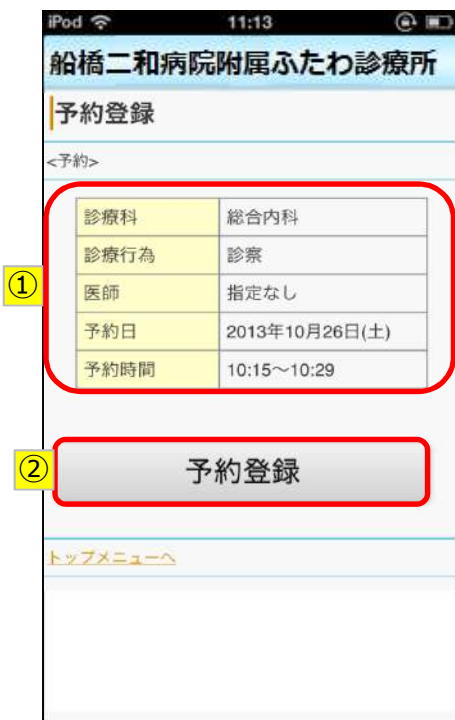 iPod 11:13
船橋二和病院附属ふたわ診療所
予約登録
<予約>
①
診療科 総合内科
診療行為 診察
医師 指定なし
予約日 2013年10月26日(土)
予約時間 10:15～10:29
②
予約登録
トップメニューへ